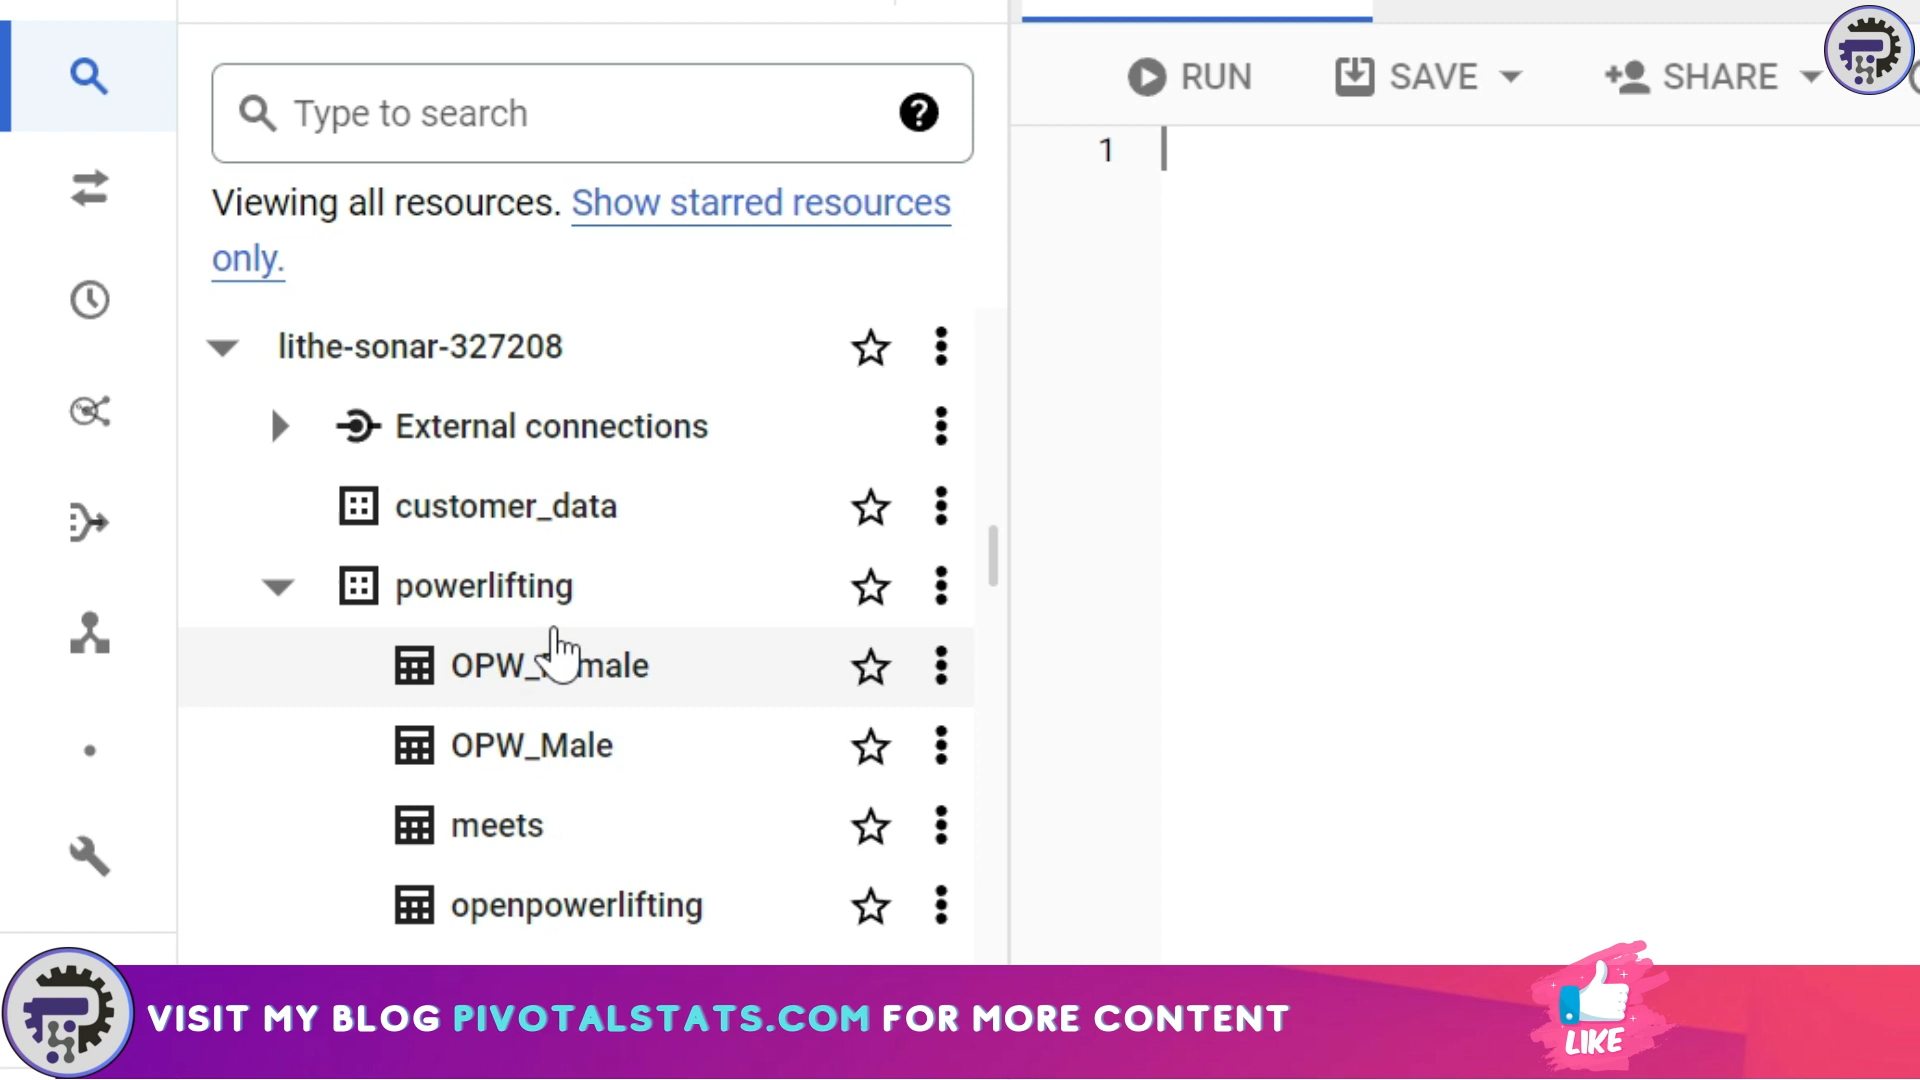 Type to search
Viewing all resources. Show starred resources
only.
lithe-sonar-327208
External connections
customer_data
powerlifting
OPW_ male
OPW_Male
meets
openpowerlifting
RUN
SAVE
SHARE
1
VISIT MY BLOG PIVOTALSTATS.COM FOR MORE CONTENT
LIKE